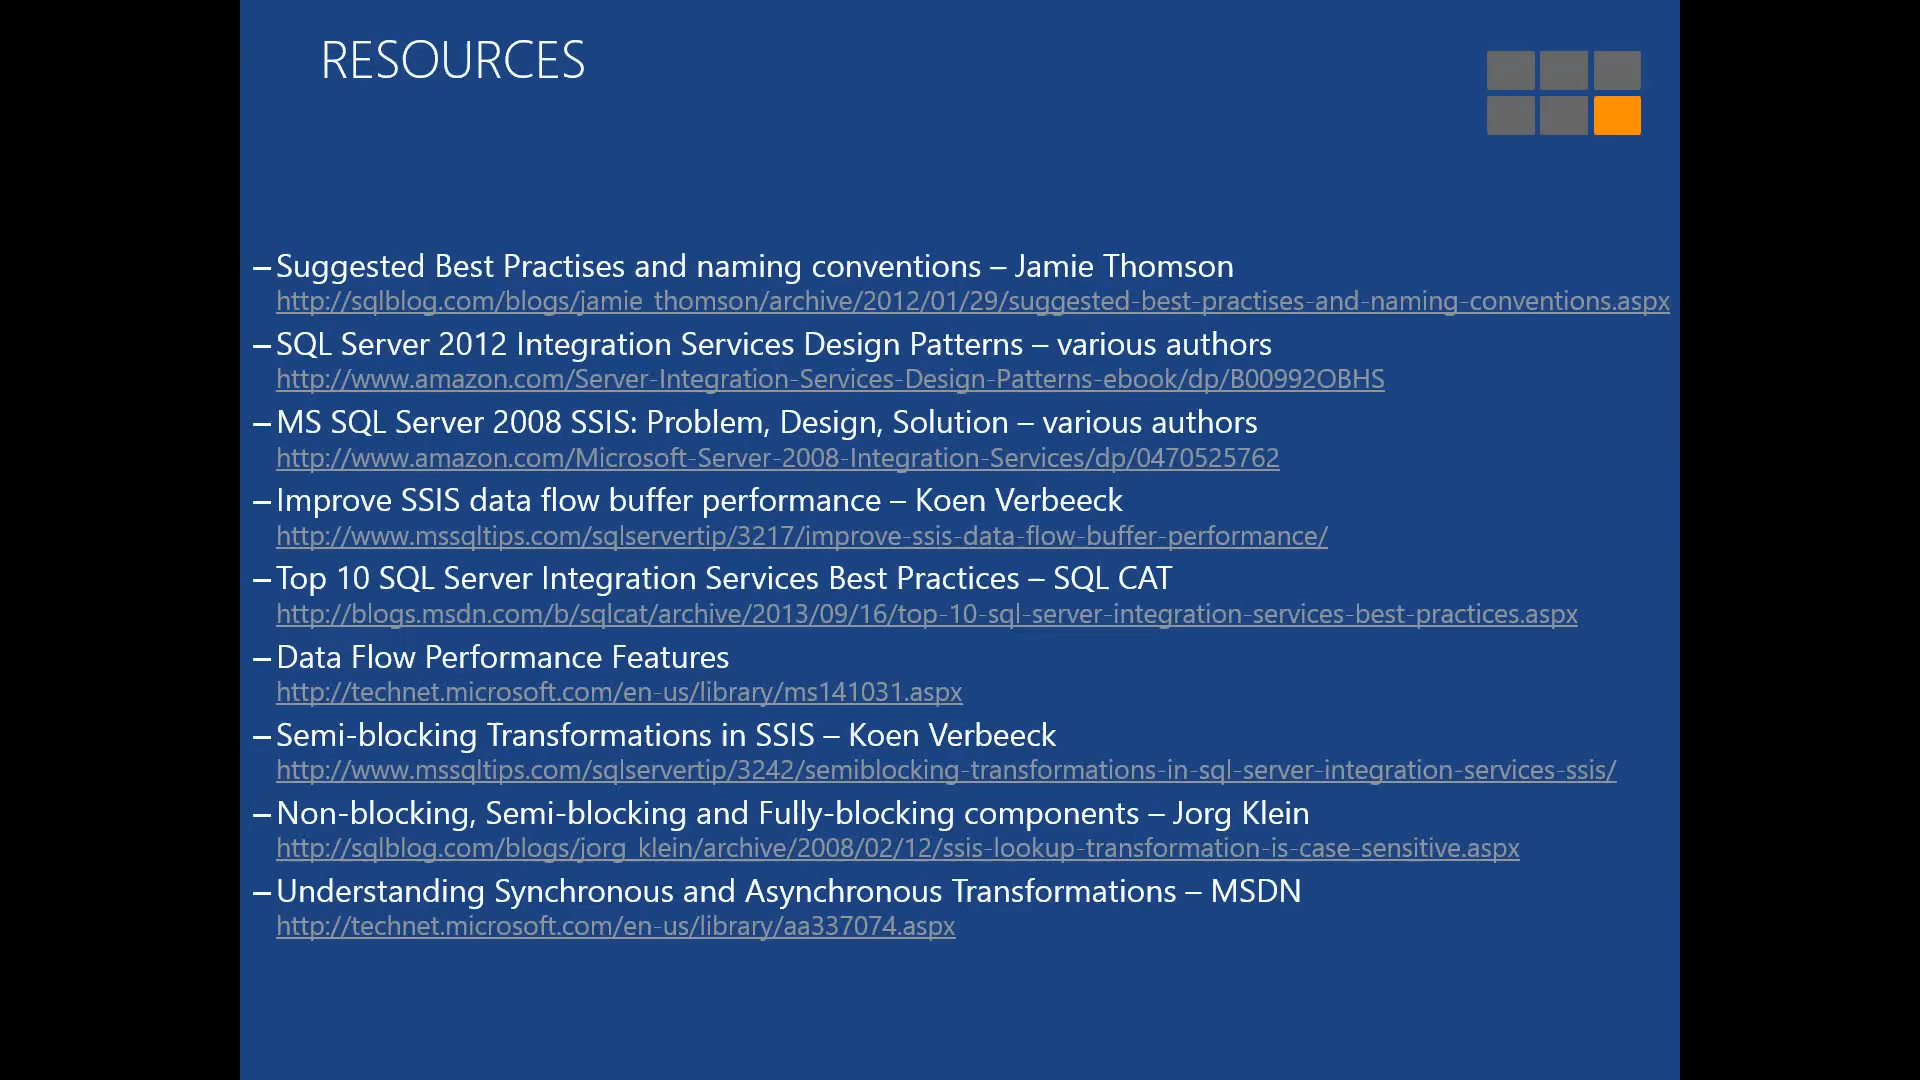 RESOURCES
– Suggested Best Practises and naming conventions – Jamie Thomson
http://sqlblog.com/blogs/jamie_thomson/archive/2012/01/29/suggested-best-practises-and-naming-conventions.aspx
– SQL Server 2012 Integration Services Design Patterns – various authors
http://www.amazon.com/Server-Integration-Services-Design-Patterns-ebook/dp/B00992OBHS
– MS SQL Server 2008 SSIS: Problem, Design, Solution – various authors
http://www.amazon.com/Microsoft-Server-2008-Integration-Services/dp/0470525762
– Improve SSIS data flow buffer performance – Koen Verbeeck
http://www.mssqltips.com/sqlservertip/3217/improve-ssis-data-flow-buffer-performance/
– Top 10 SQL Server Integration Services Best Practices – SQL CAT
http://blogs.msdn.com/b/sqlcat/archive/2013/09/16/top-10-sql-server-integration-services-best-practices.aspx
– Data Flow Performance Features
http://technet.microsoft.com/en-us/library/ms141031.aspx
– Semi-blocking Transformations in SSIS – Koen Verbeeck
http://www.mssqltips.com/sqlservertip/3242/semiblocking-transformations-in-sql-server-integration-services-ssis/
– Non-blocking, Semi-blocking and Fully-blocking components – Jorg Klein
http://sqlblog.com/blogs/jorg_klein/archive/2008/02/12/ssis-lookup-transformation-is-case-sensitive.aspx
– Understanding Synchronous and Asynchronous Transformations – MSDN
http://technet.microsoft.com/en-us/library/aa337074.aspx